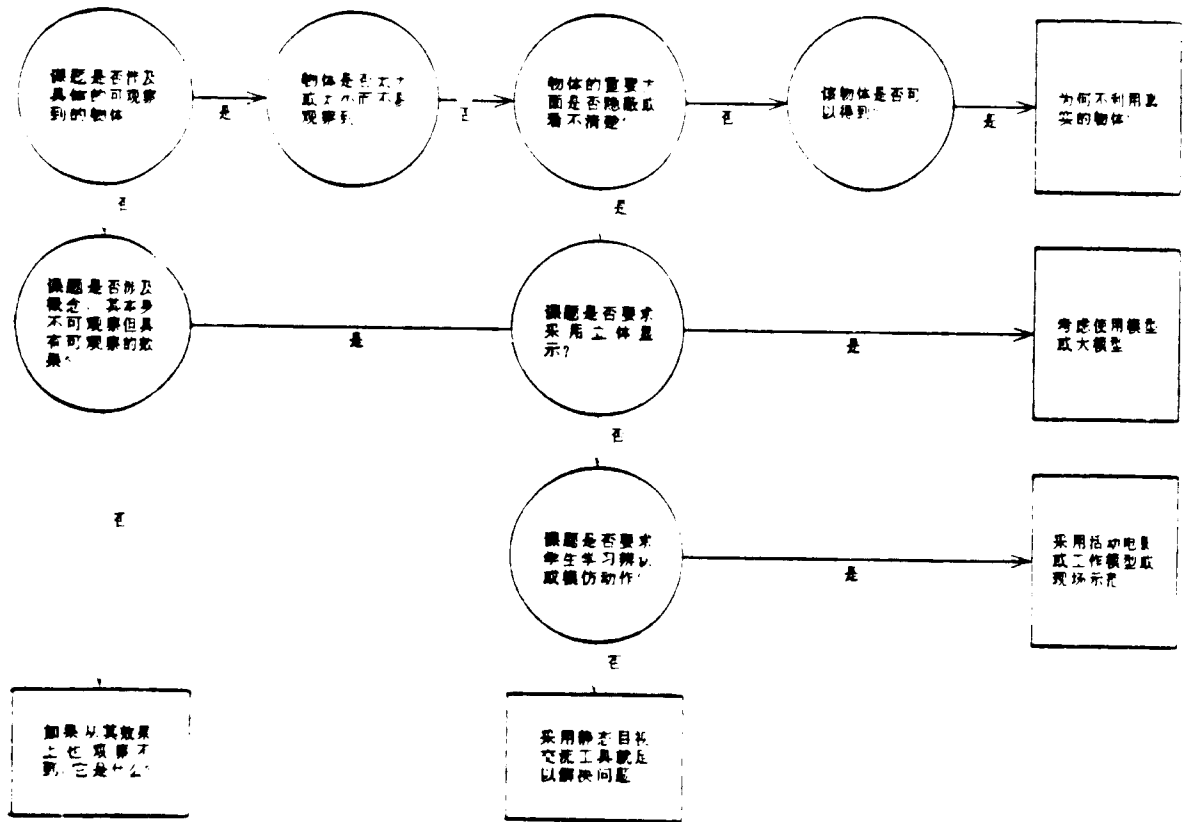 课题是否涉及
具体的可观察
到的物体
是
物体是否太大
或太小而不易
观察到
否
物体的重要方
面是否隐蔽或
看不清楚?
否
该物体是否可
以得到?
是
为何不利用真
实的物体?
否
是
课题是否涉及
概念、其本身
不可观察但具
有可观察的效
果?
是
课题是否要求
采用立体显
示?
是
考虑使用模型
或大模型
否
否
课题是否要求
学生学习辨认
或模仿动作?
是
采用活动电景
或工作模型或
现场示范
否
如果从其效果
上也观察不
到,它是什么?
采用静态目视
交流工具就足
以解决问题